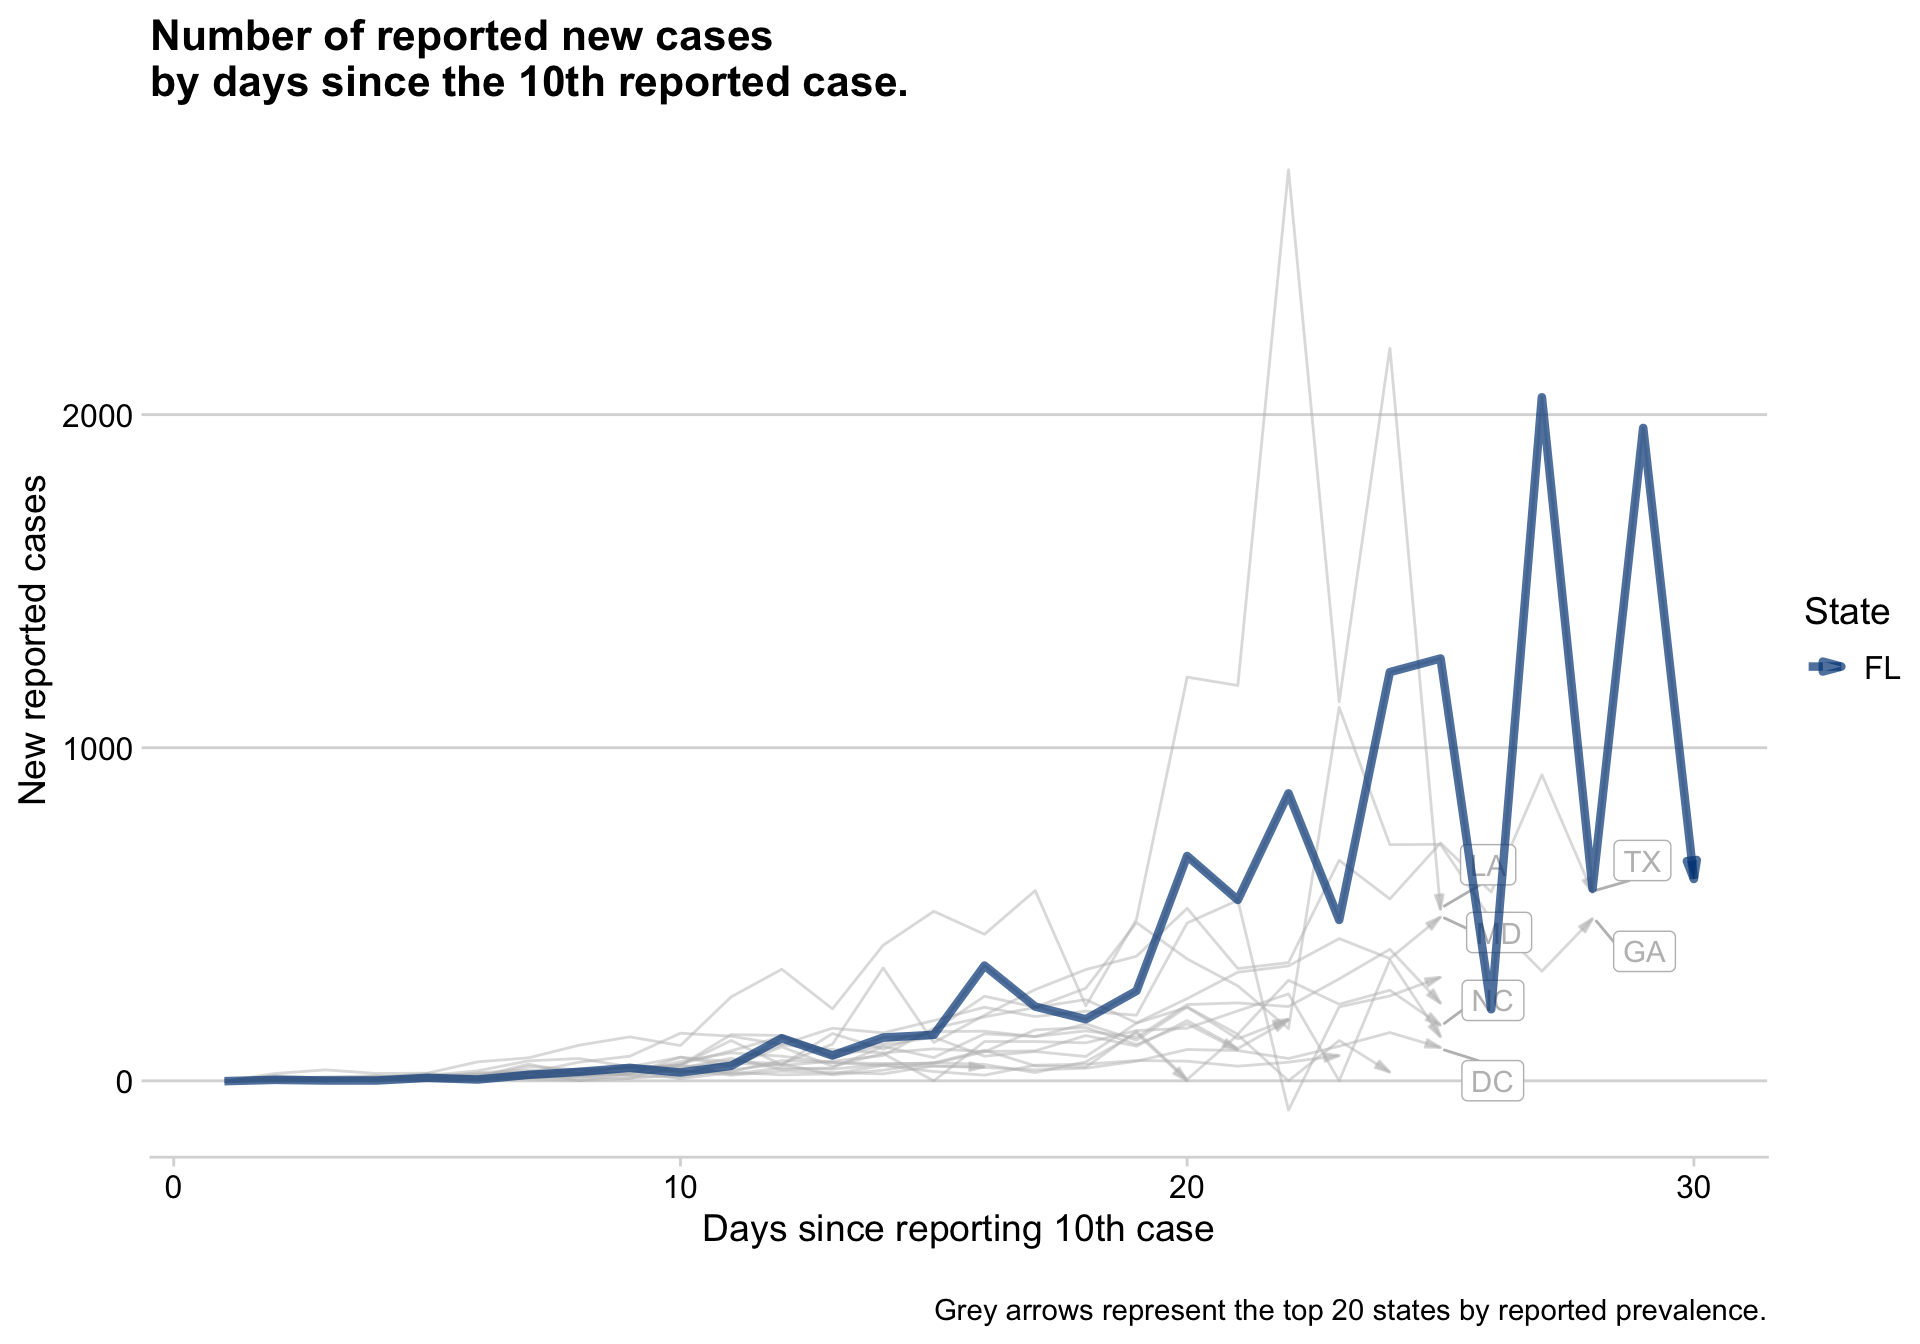 Number of reported new cases
by days since the 10th reported case.
New reported cases
2000
1000
0
LA
TX
MD
GA
NC
DC
State
FL
0
10
20
30
Days since reporting 10th case
Grey arrows represent the top 20 states by reported prevalence.